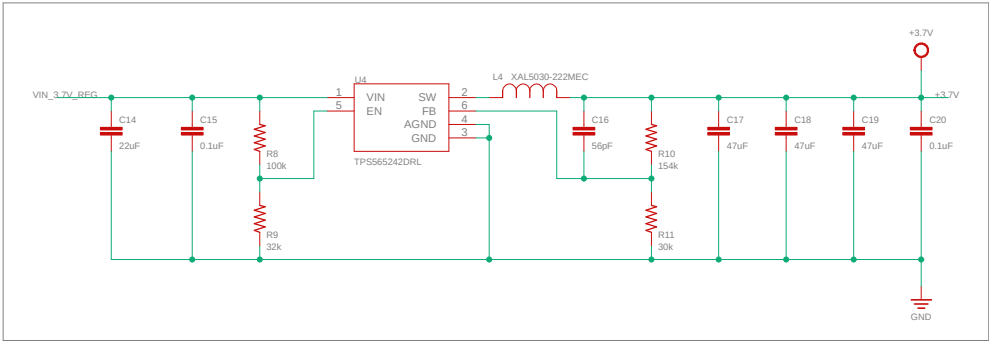 +3.7V
U4
L4 XAL5030-222MEC
VIN_3.7V_REG
1 VIN SW 2
+3.7V
5 EN FB 6
AGND 4
GND 3
C14
22uF
C15
0.1uF
R8
100k
TPS565242DRL
C16
56pF
R10
154k
C17
47uF
C18
47uF
C19
47uF
C20
0.1uF
R9
32k
R11
30k
GND